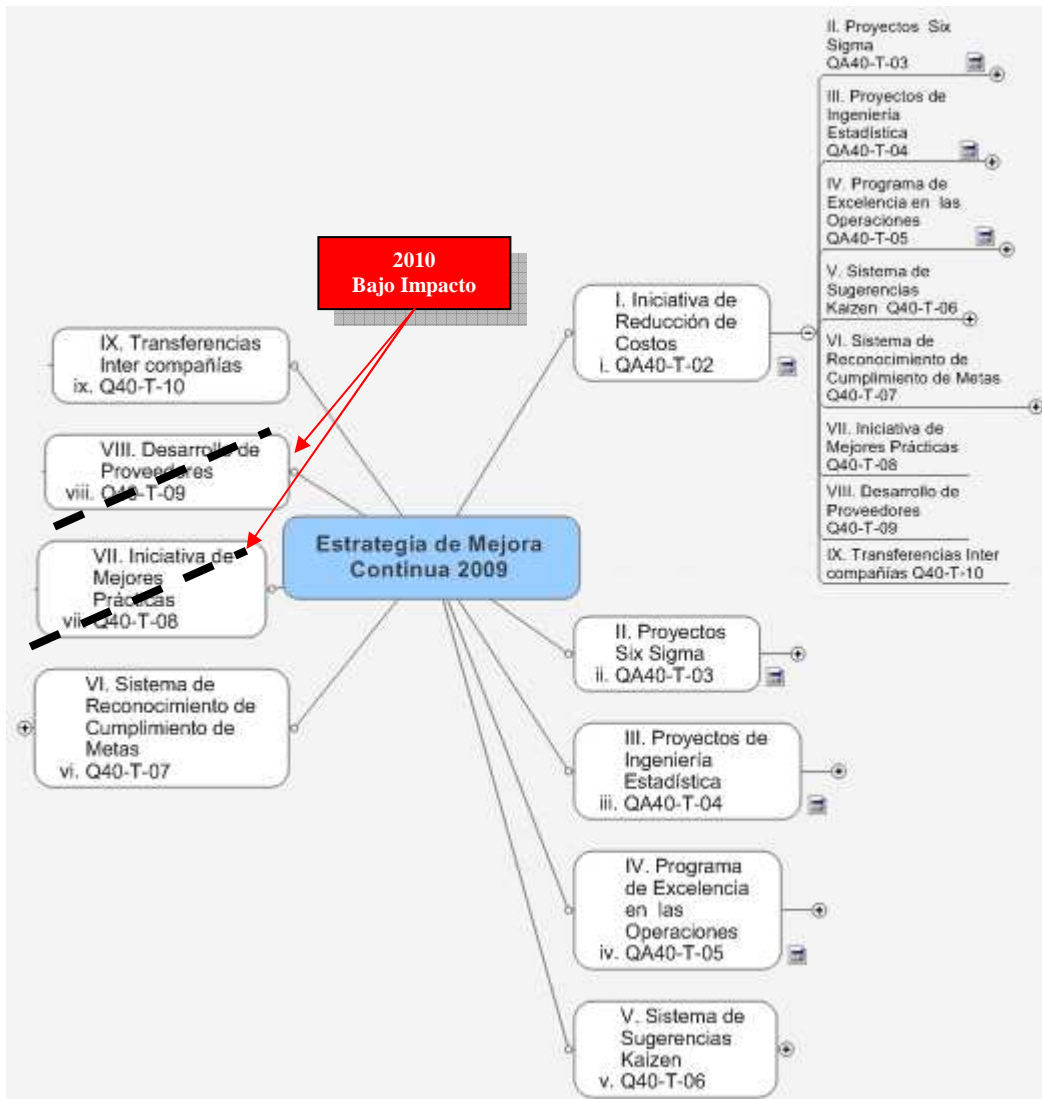 II. Proyectos Six
Sigma
QA40-T-03
III. Proyectos de
Ingeniería
Estadística
QA40-T-04
IV. Programa de
Excelencia en las
Operaciones
QA40-T-05
V. Sistema de
Sugerencias
Kaizen Q40-T-06
VI. Sistema de
Reconocimiento de
Cumplimiento de Metas
Q40-T-07
VII. Iniciativa de
Mejores Prácticas
Q40-T-08
VIII. Desarrollo de
Proveedores
Q40-T-09
IX. Transferencias Inter
compañías Q40-T-10
2010
Bajo Impacto
I. Iniciativa de
Reducción de
Costos
i. QA40-T-02
IX. Transferencias
Inter compañías
ix. Q40-T-10
VIII. Desarrollo de
Proveedores
viii. Q40-T-09
VII. Iniciativa de
Mejores
Prácticas
vii. Q40-T-08
VI. Sistema de
Reconocimiento de
Cumplimiento de
Metas
vi. Q40-T-07
Estrategia de Mejora
Continua 2009
II. Proyectos
Six Sigma
ii. QA40-T-03
III. Proyectos de
Ingeniería
Estadística
iii. QA40-T-04
IV. Programa
de Excelencia
en las
Operaciones
iv. QA40-T-05
V. Sistema de
Sugerencias
Kaizen
v. Q40-T-06